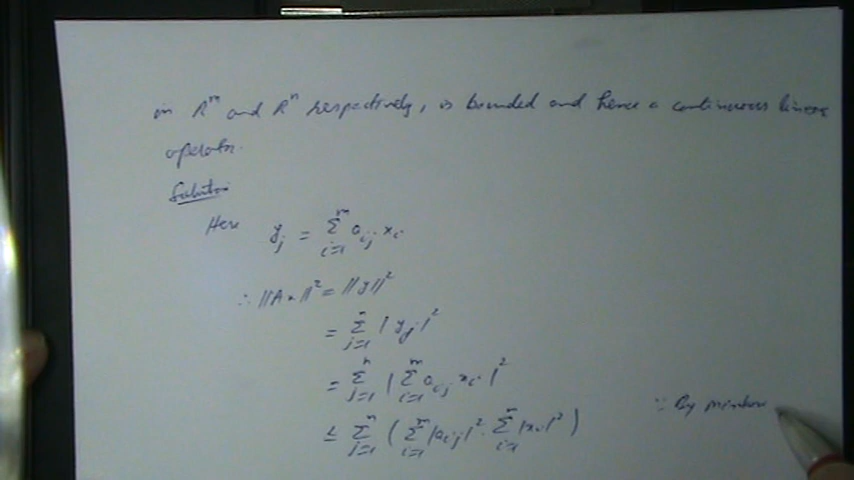 in Rᵐ and Rⁿ respectively, is bounded and hence a continuous linear
operator.
Solution
Here y_j = Σ_{i=1}^{m} a_{ij} x_i
∴ ||Ax||² = ||y||²
= Σ_{j=1}^{n} |y_j|²
= Σ_{j=1}^{n} |Σ_{i=1}^{m} a_{ij} x_i|²
≤ Σ_{j=1}^{n} (Σ_{i=1}^{m} |a_{ij}|² · Σ_{i=1}^{m} |x_i|²) ∵ By